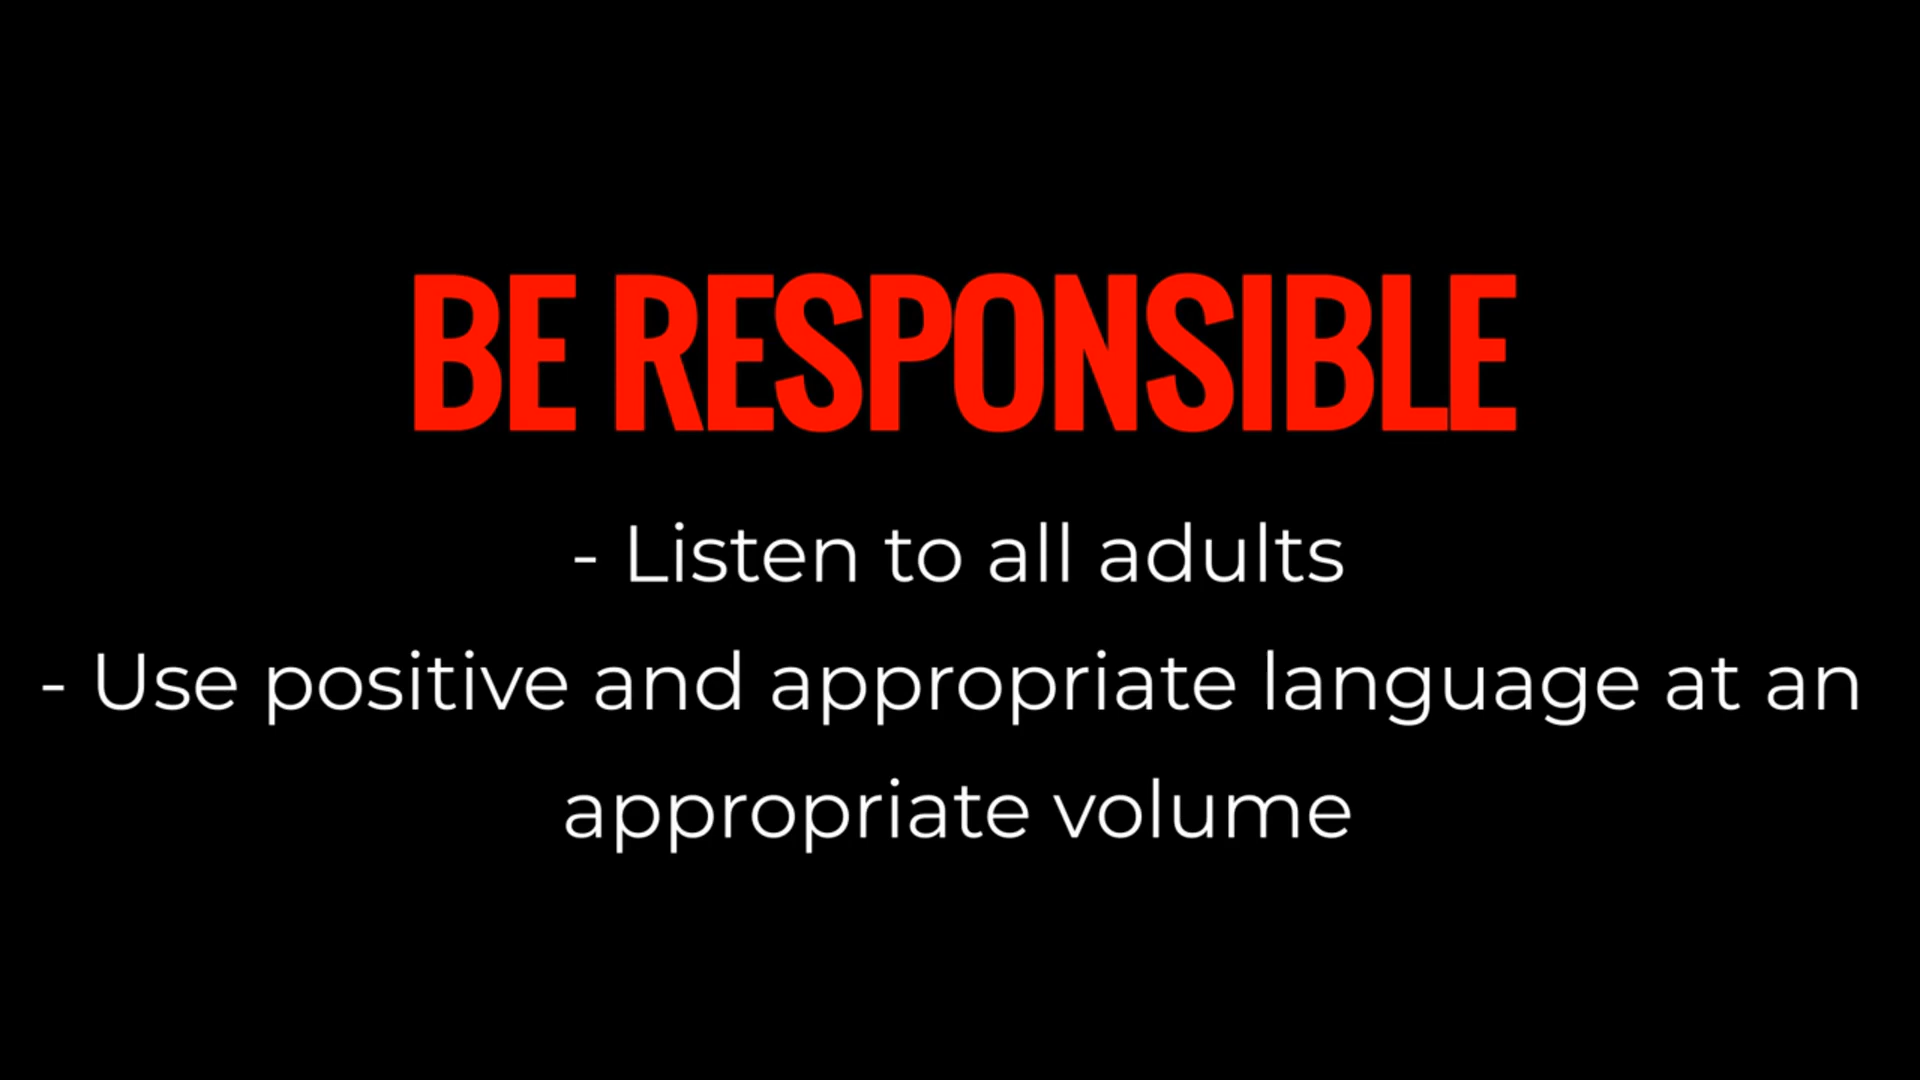 BE RESPONSIBLE
- Listen to all adults
- Use positive and appropriate language at an
appropriate volume